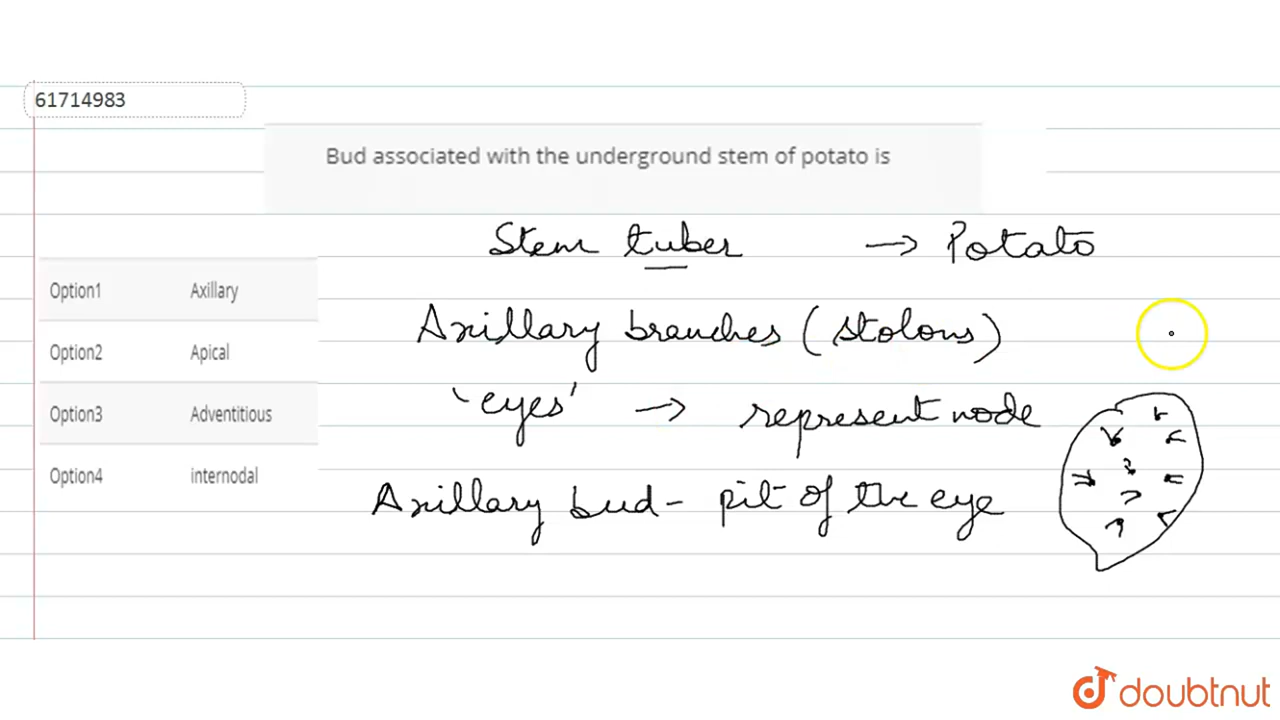 61714983
Bud associated with the underground stem of potato is
Stem tuber → Potato
Option1 Axillary
Axillary branches (stolons)
Option2 Apical
'eyes' → represent node
Option3 Adventitious
Option4 internodal
Axillary bud - pit of the eye
doubtnut